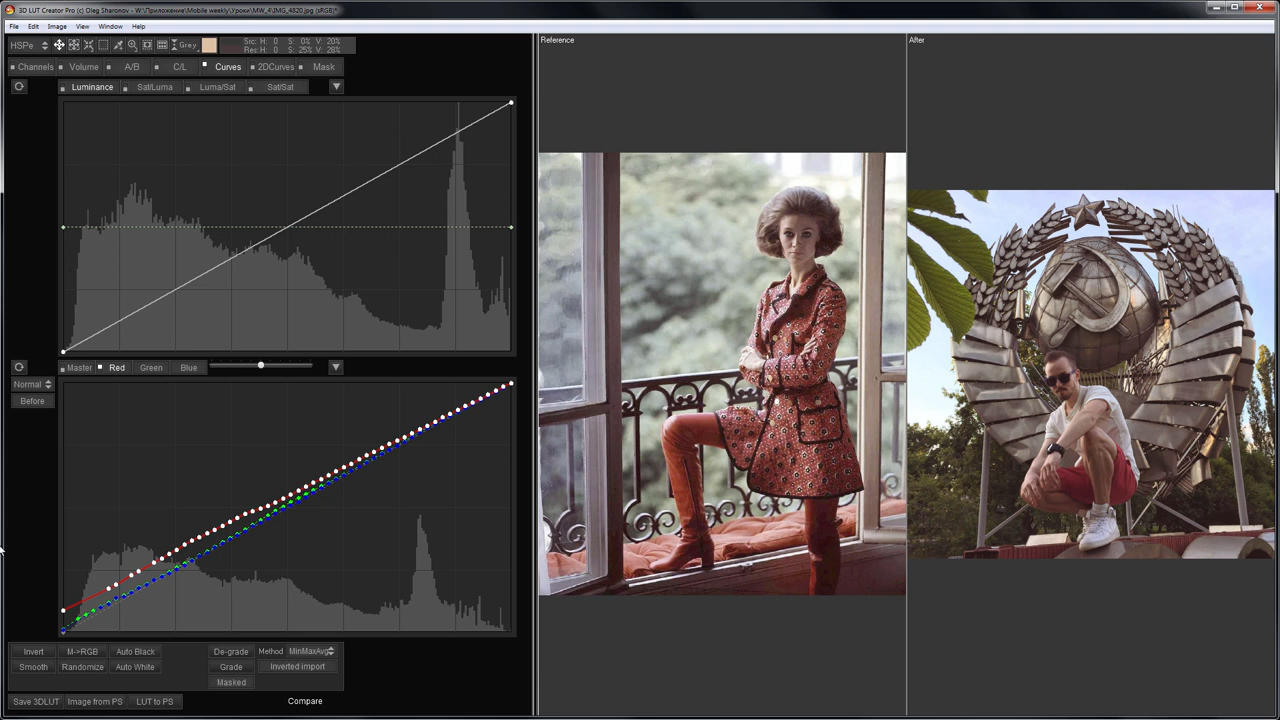 3D LUT Creator Pro (c) Oleg Sharonov - W:\Приложение\Mobile weekly\Уроки\MW_4\IMG_4820.jpg (sRGB)*
File Edit Image View Window Help
HSPe Grey Src: H: 0 S: 0% V: 20%
Res: H: 0 S: 25% V: 28%
Reference
After
Channels Volume A/B C/L Curves 2DCurves Mask
Luminance Sat/Luma Luma/Sat Sat/Sat
Master Red Green Blue
Normal
Before
Invert M->RGB Auto Black De-grade Method MinMaxAvg
Smooth Randomize Auto White Grade Inverted import
Masked
Save 3DLUT Image from PS LUT to PS Compare